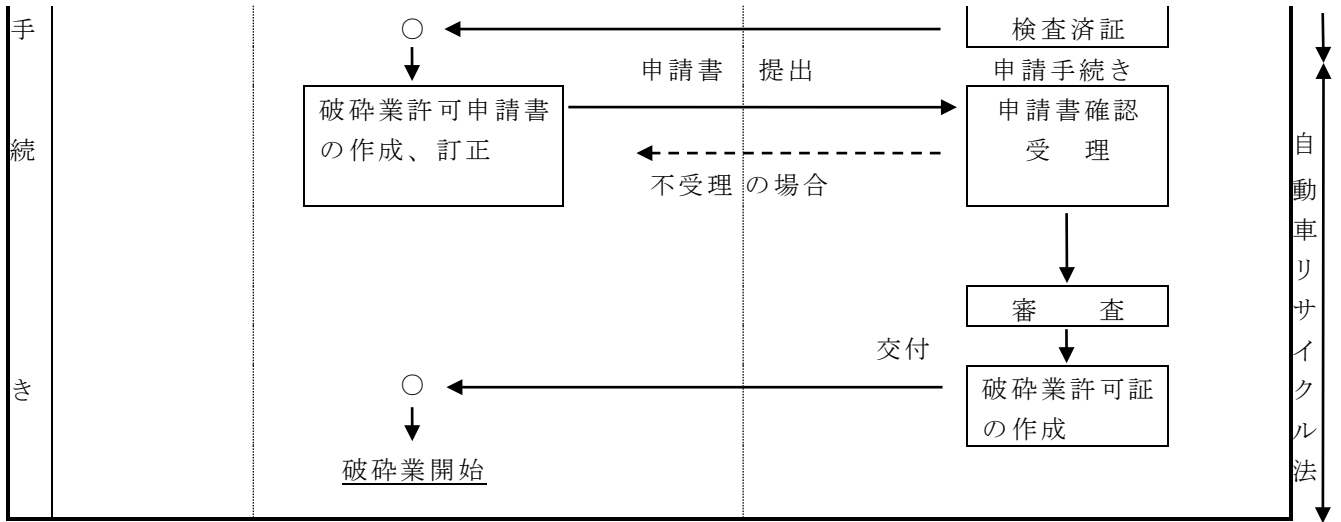 手続き
○
検査済証
申請書 提出
申請手続き
破砕業許可申請書
の作成、訂正
申請書確認
受 理
不受理の場合
審 査
交付
○
破砕業許可証
の作成
破砕業開始
自動車リサイクル法